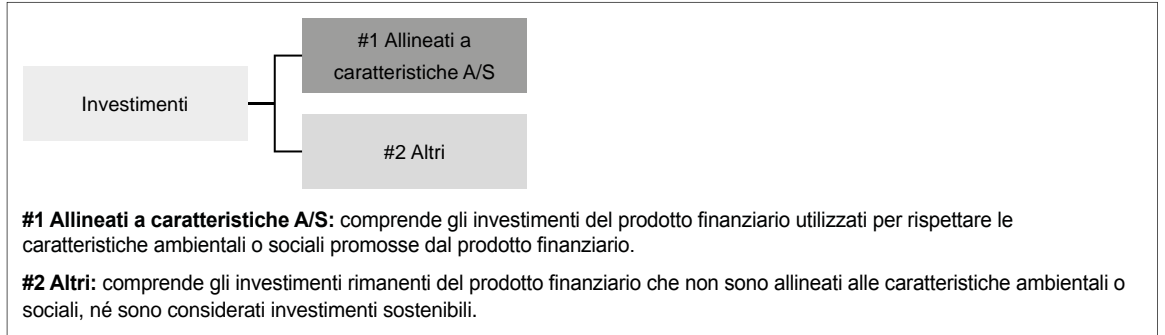 #1 Allineati a
caratteristiche A/S
Investimenti
#2 Altri
#1 Allineati a caratteristiche A/S: comprende gli investimenti del prodotto finanziario utilizzati per rispettare le
caratteristiche ambientali o sociali promosse dal prodotto finanziario.
#2 Altri: comprende gli investimenti rimanenti del prodotto finanziario che non sono allineati alle caratteristiche ambientali o
sociali, né sono considerati investimenti sostenibili.